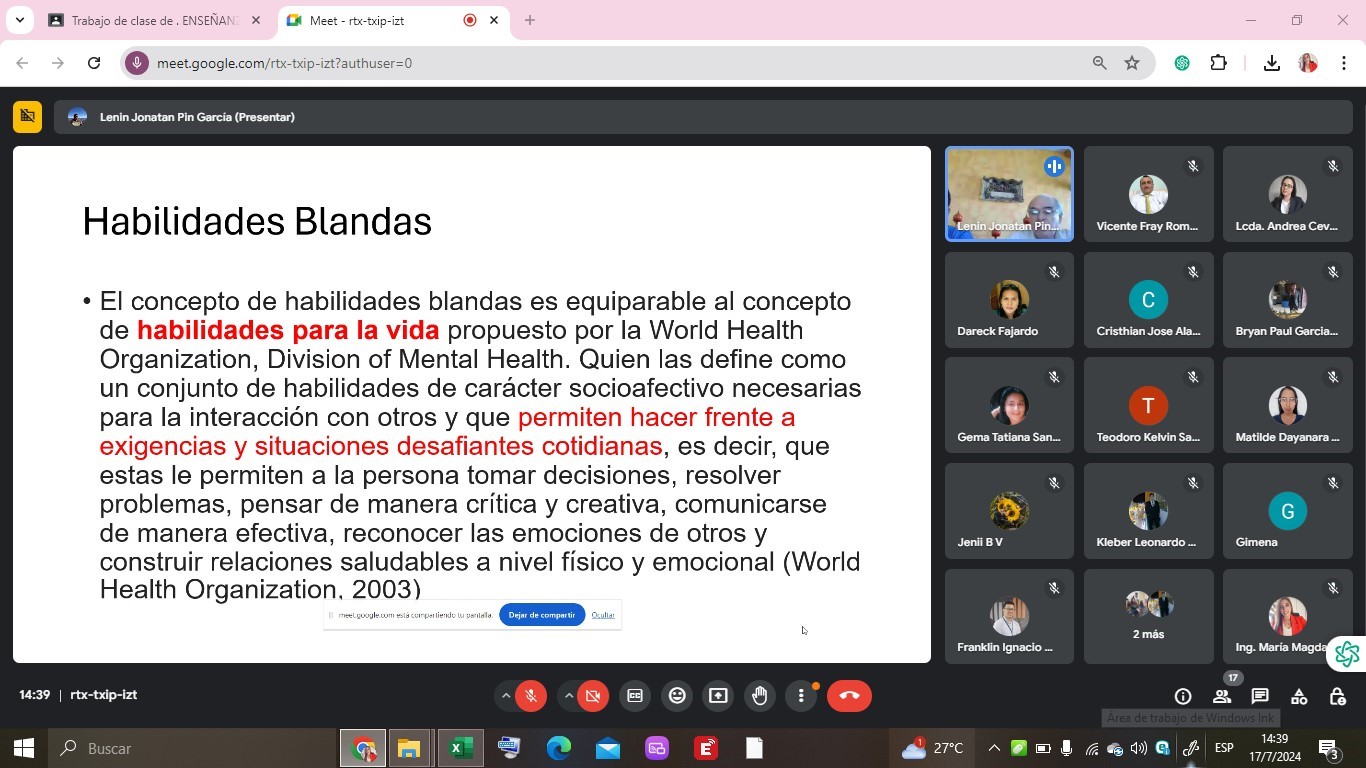 Trabajo de clase de . ENSEÑAN
Meet - rtx-txip-izt
meet.google.com/rtx-txip-izt?authuser=0
Lenin Jonatan Pin García (Presentar)
Habilidades Blandas
• El concepto de habilidades blandas es equiparable al concepto
de habilidades para la vida propuesto por la World Health
Organization, Division of Mental Health. Quien las define como
un conjunto de habilidades de carácter socioafectivo necesarias
para la interacción con otros y que permiten hacer frente a
exigencias y situaciones desafiantes cotidianas, es decir, que
estas le permiten a la persona tomar decisiones, resolver
problemas, pensar de manera crítica y creativa, comunicarse
de manera efectiva, reconocer las emociones de otros y
construir relaciones saludables a nivel físico y emocional (World
Health Organization, 2003)
meet.google.com está compartiendo tu pantalla.
Dejar de compartir
Ocultar
Lenin Jonatan Pin...
Vicente Fray Rom...
Lcda. Andrea Cev...
Dareck Fajardo
C
Cristhian Jose Ala...
Bryan Paul Garcia...
Gema Tatiana San...
T
Teodoro Kelvin Sa...
Matilde Dayanara ...
Jenii B V
Kleber Leonardo ...
G
Gimena
Franklin Ignacio ...
2 más
Ing. María Magda
14:39 | rtx-txip-izt
17
Área de trabajo de Windows Ink
Buscar
1
27°C
ESP
14:39
17/7/2024
3